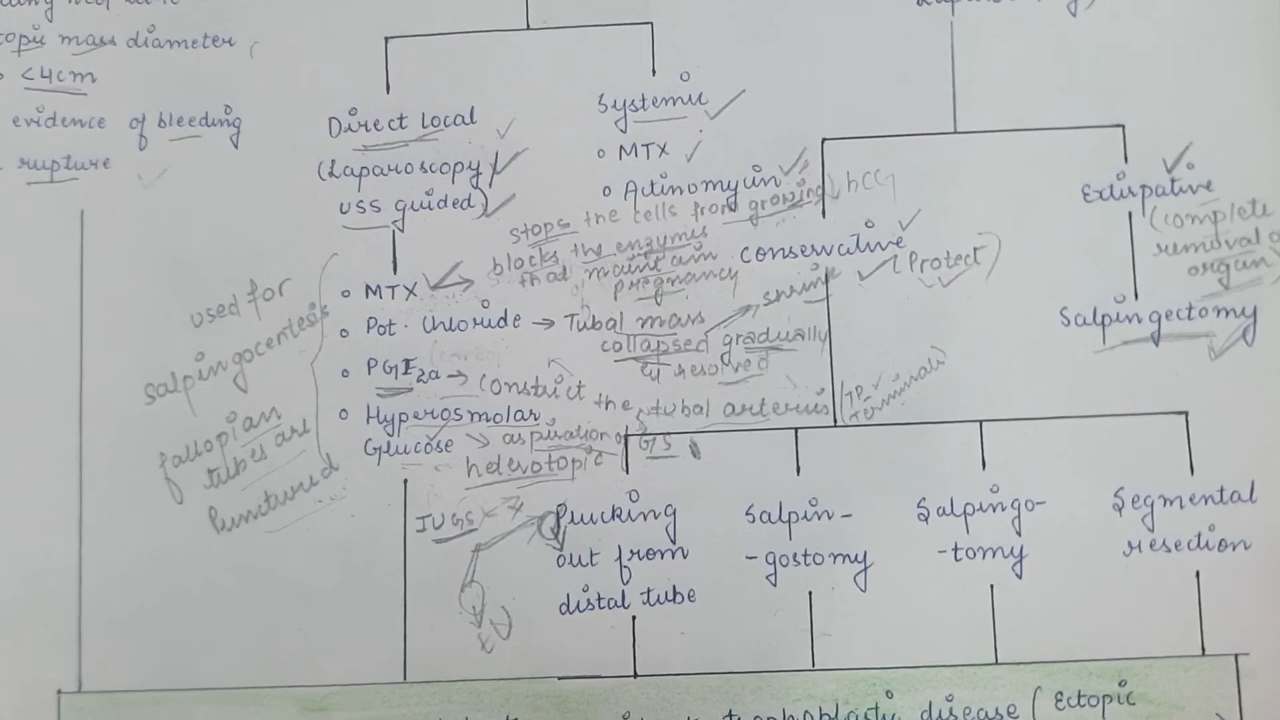 topic mass diameter
<4cm
evidence of bleeding
rupture
Direct local
(Laparoscopy
USS guided)
Systemic
MTX
Actinomycin
hCG
stops the cells from growing
blocks the enzymes
that maintain
pregnancy
used for
salpingocentesis
fallopian
tubes are
punctured
MTX
Pot. Chloride → Tubal mass
collapsed gradually
resolved
shrink
PGF2a → constrict the tubal arteries
Hyperosmolar
Glucose → aspiration of GS
heterotopic
IUGS
conservative
(Protect)
Extirpative
(complete
removal of
organ)
Salpingectomy
Plucking
out from
distal tube
Salpin-
-gostomy
Salpingo-
-tomy
Segmental
resection
disease (Ectopic